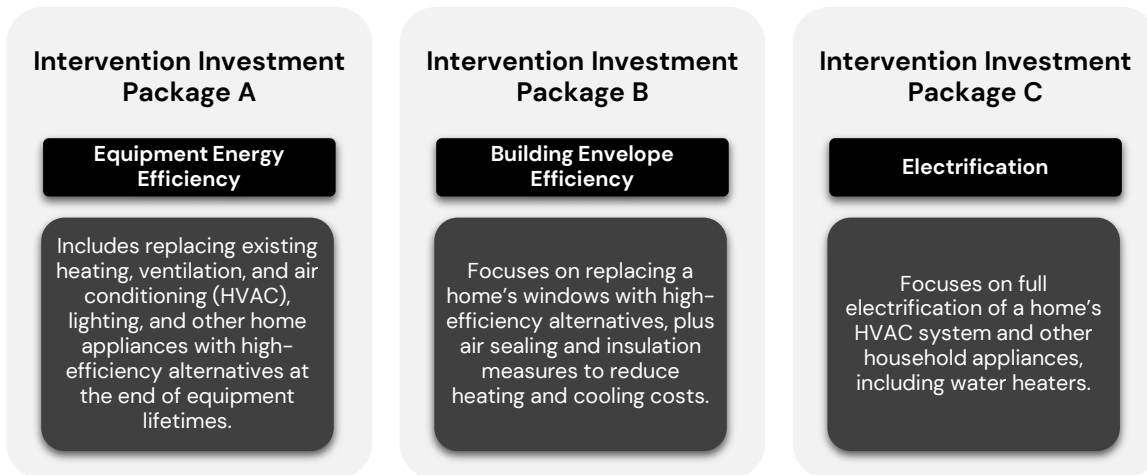 Intervention Investment
Package A
Equipment Energy
Efficiency
Includes replacing existing
heating, ventilation, and air
conditioning (HVAC),
lighting, and other home
appliances with high-
efficiency alternatives at
the end of equipment
lifetimes.
Intervention Investment
Package B
Building Envelope
Efficiency
Focuses on replacing a
home’s windows with high-
efficiency alternatives, plus
air sealing and insulation
measures to reduce
heating and cooling costs.
Intervention Investment
Package C
Electrification
Focuses on full
electrification of a home’s
HVAC system and other
household appliances,
including water heaters.